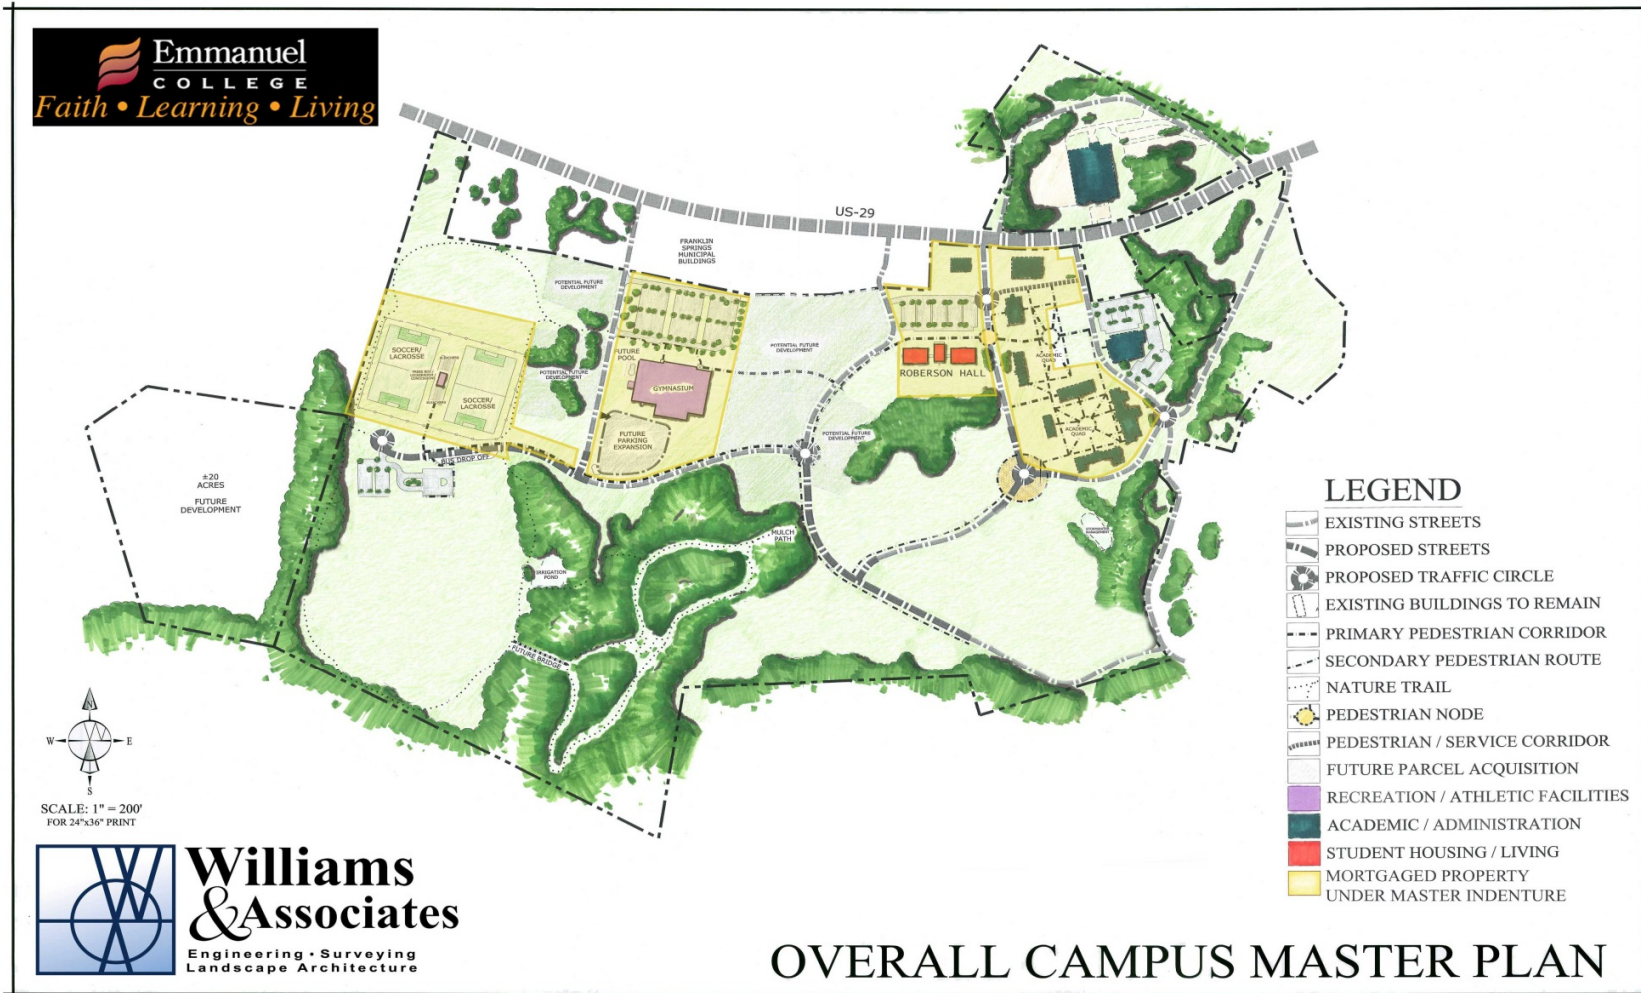 Emmanuel
COLLEGE
Faith • Learning • Living
US-29
FRANKLIN
SPRINGS
MUNICIPAL
BUILDINGS
POTENTIAL FUTURE
DEVELOPMENT
SOCCER/
LACROSSE
SOCCER/
LACROSSE
POTENTIAL FUTURE
DEVELOPMENT
FUTURE
POOL
GYMNASIUM
FUTURE
PARKING
EXPANSION
POTENTIAL FUTURE
DEVELOPMENT
ROBERSON HALL
ACADEMIC
QUAD
ACADEMIC
QUAD
POTENTIAL FUTURE
DEVELOPMENT
BUS DROP OFF
±20
ACRES
FUTURE
DEVELOPMENT
MULCH
PATH
IRRIGATION
POND
FUTURE BRIDGE
LEGEND
EXISTING STREETS
PROPOSED STREETS
PROPOSED TRAFFIC CIRCLE
EXISTING BUILDINGS TO REMAIN
PRIMARY PEDESTRIAN CORRIDOR
SECONDARY PEDESTRIAN ROUTE
NATURE TRAIL
PEDESTRIAN NODE
PEDESTRIAN / SERVICE CORRIDOR
FUTURE PARCEL ACQUISITION
RECREATION / ATHLETIC FACILITIES
ACADEMIC / ADMINISTRATION
STUDENT HOUSING / LIVING
MORTGAGED PROPERTY
UNDER MASTER INDENTURE
N
W E
S
SCALE: 1" = 200'
FOR 24"x36" PRINT
Williams
&Associates
Engineering • Surveying
Landscape Architecture
OVERALL CAMPUS MASTER PLAN